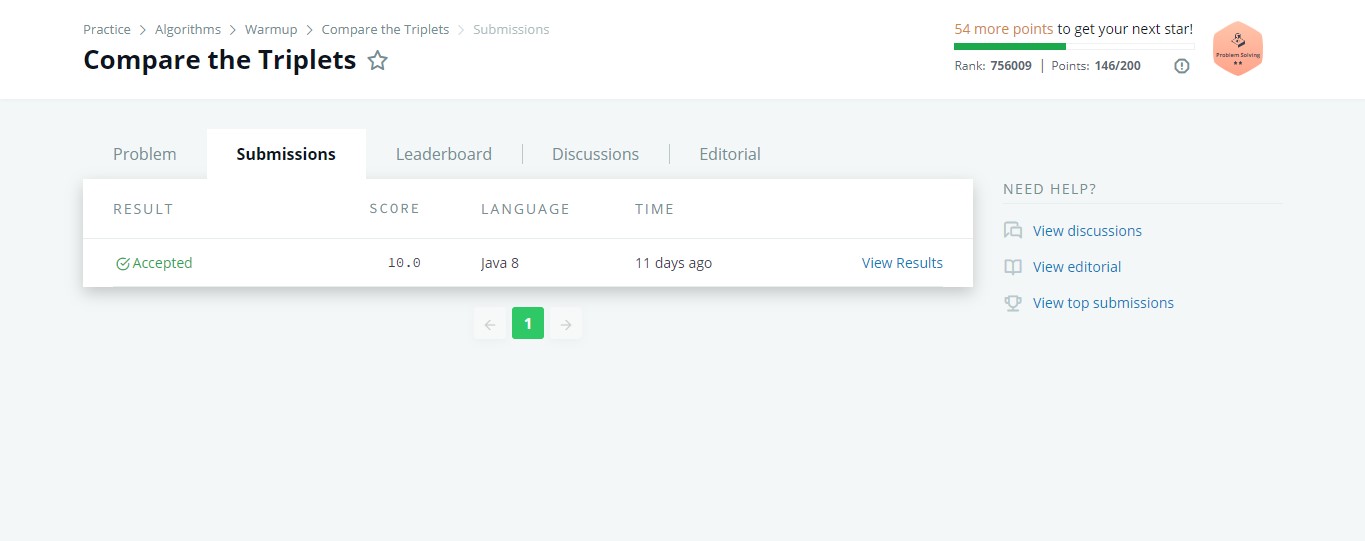 Practice Algorithms Warmup Compare the Triplets Submissions
Compare the Triplets
54 more points to get your next star!
Rank: 756009 | Points: 146/200
Problem Solving
Problem Submissions Leaderboard Discussions Editorial
RESULT SCORE LANGUAGE TIME
Accepted 10.0 Java 8 11 days ago View Results
1
NEED HELP?
View discussions
View editorial
View top submissions